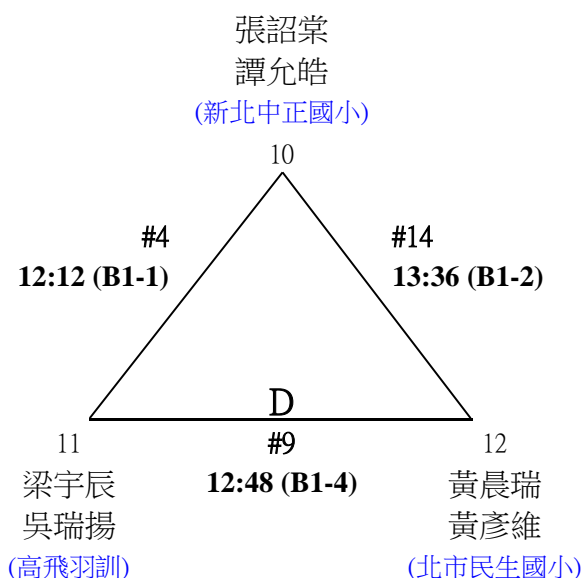 張詔棠
譚允皓
(新北中正國小)
10
#4
12:12 (B1-1)
#14
13:36 (B1-2)
D
#9
12:48 (B1-4)
11
梁宇辰
吳瑞揚
(高飛羽訓)
12
黃晨瑞
黃彥維
(北市民生國小)